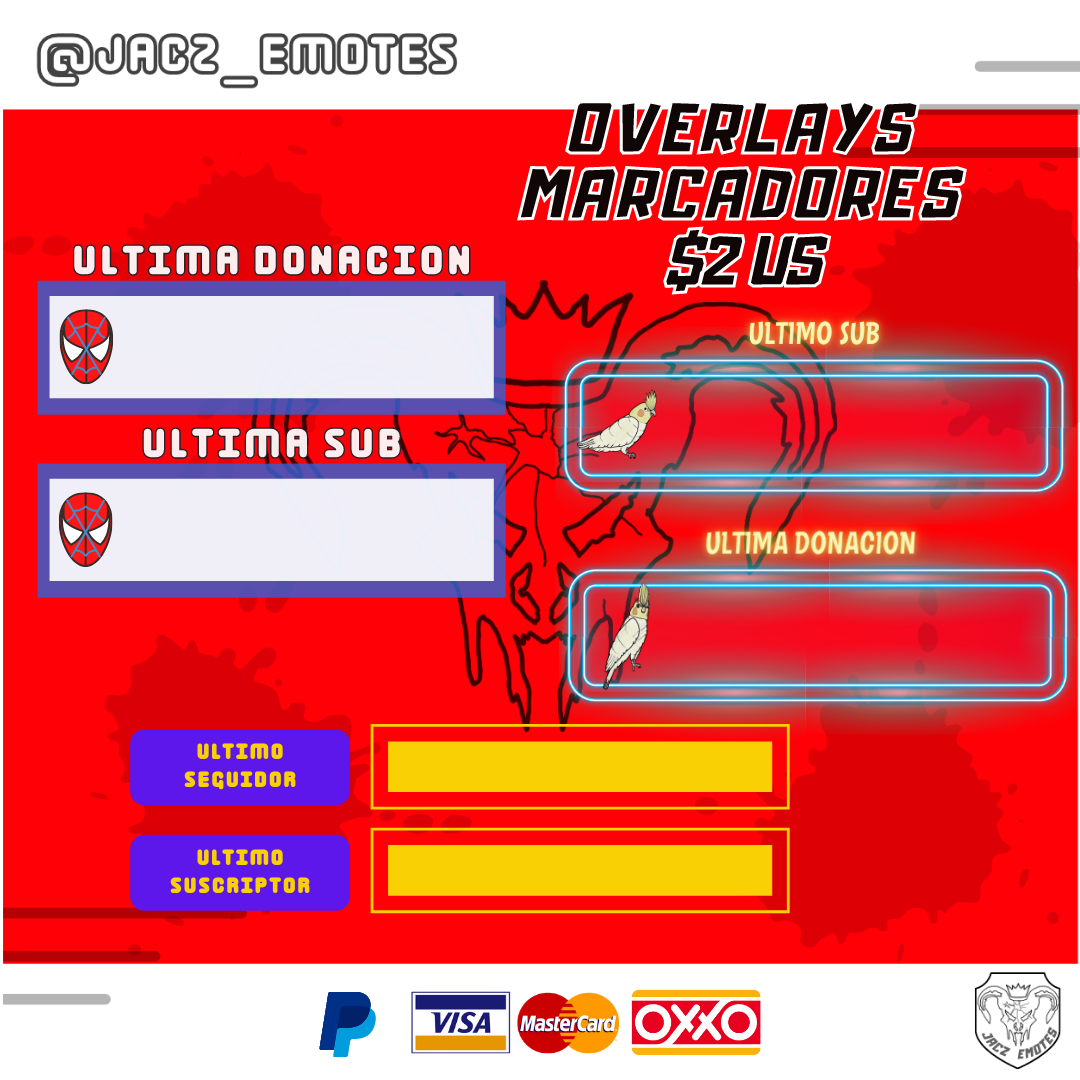 @JACZ_EMOTES
OVERLAYS
MARCADORES
$2 US
ULTIMA DONACION
ULTIMA SUB
ULTIMO SUB
ULTIMA DONACION
ULTIMO
SEGUIDOR
ULTIMO
SUSCRIPTOR
VISA
MasterCard
OXXO
JACZ EMOTES